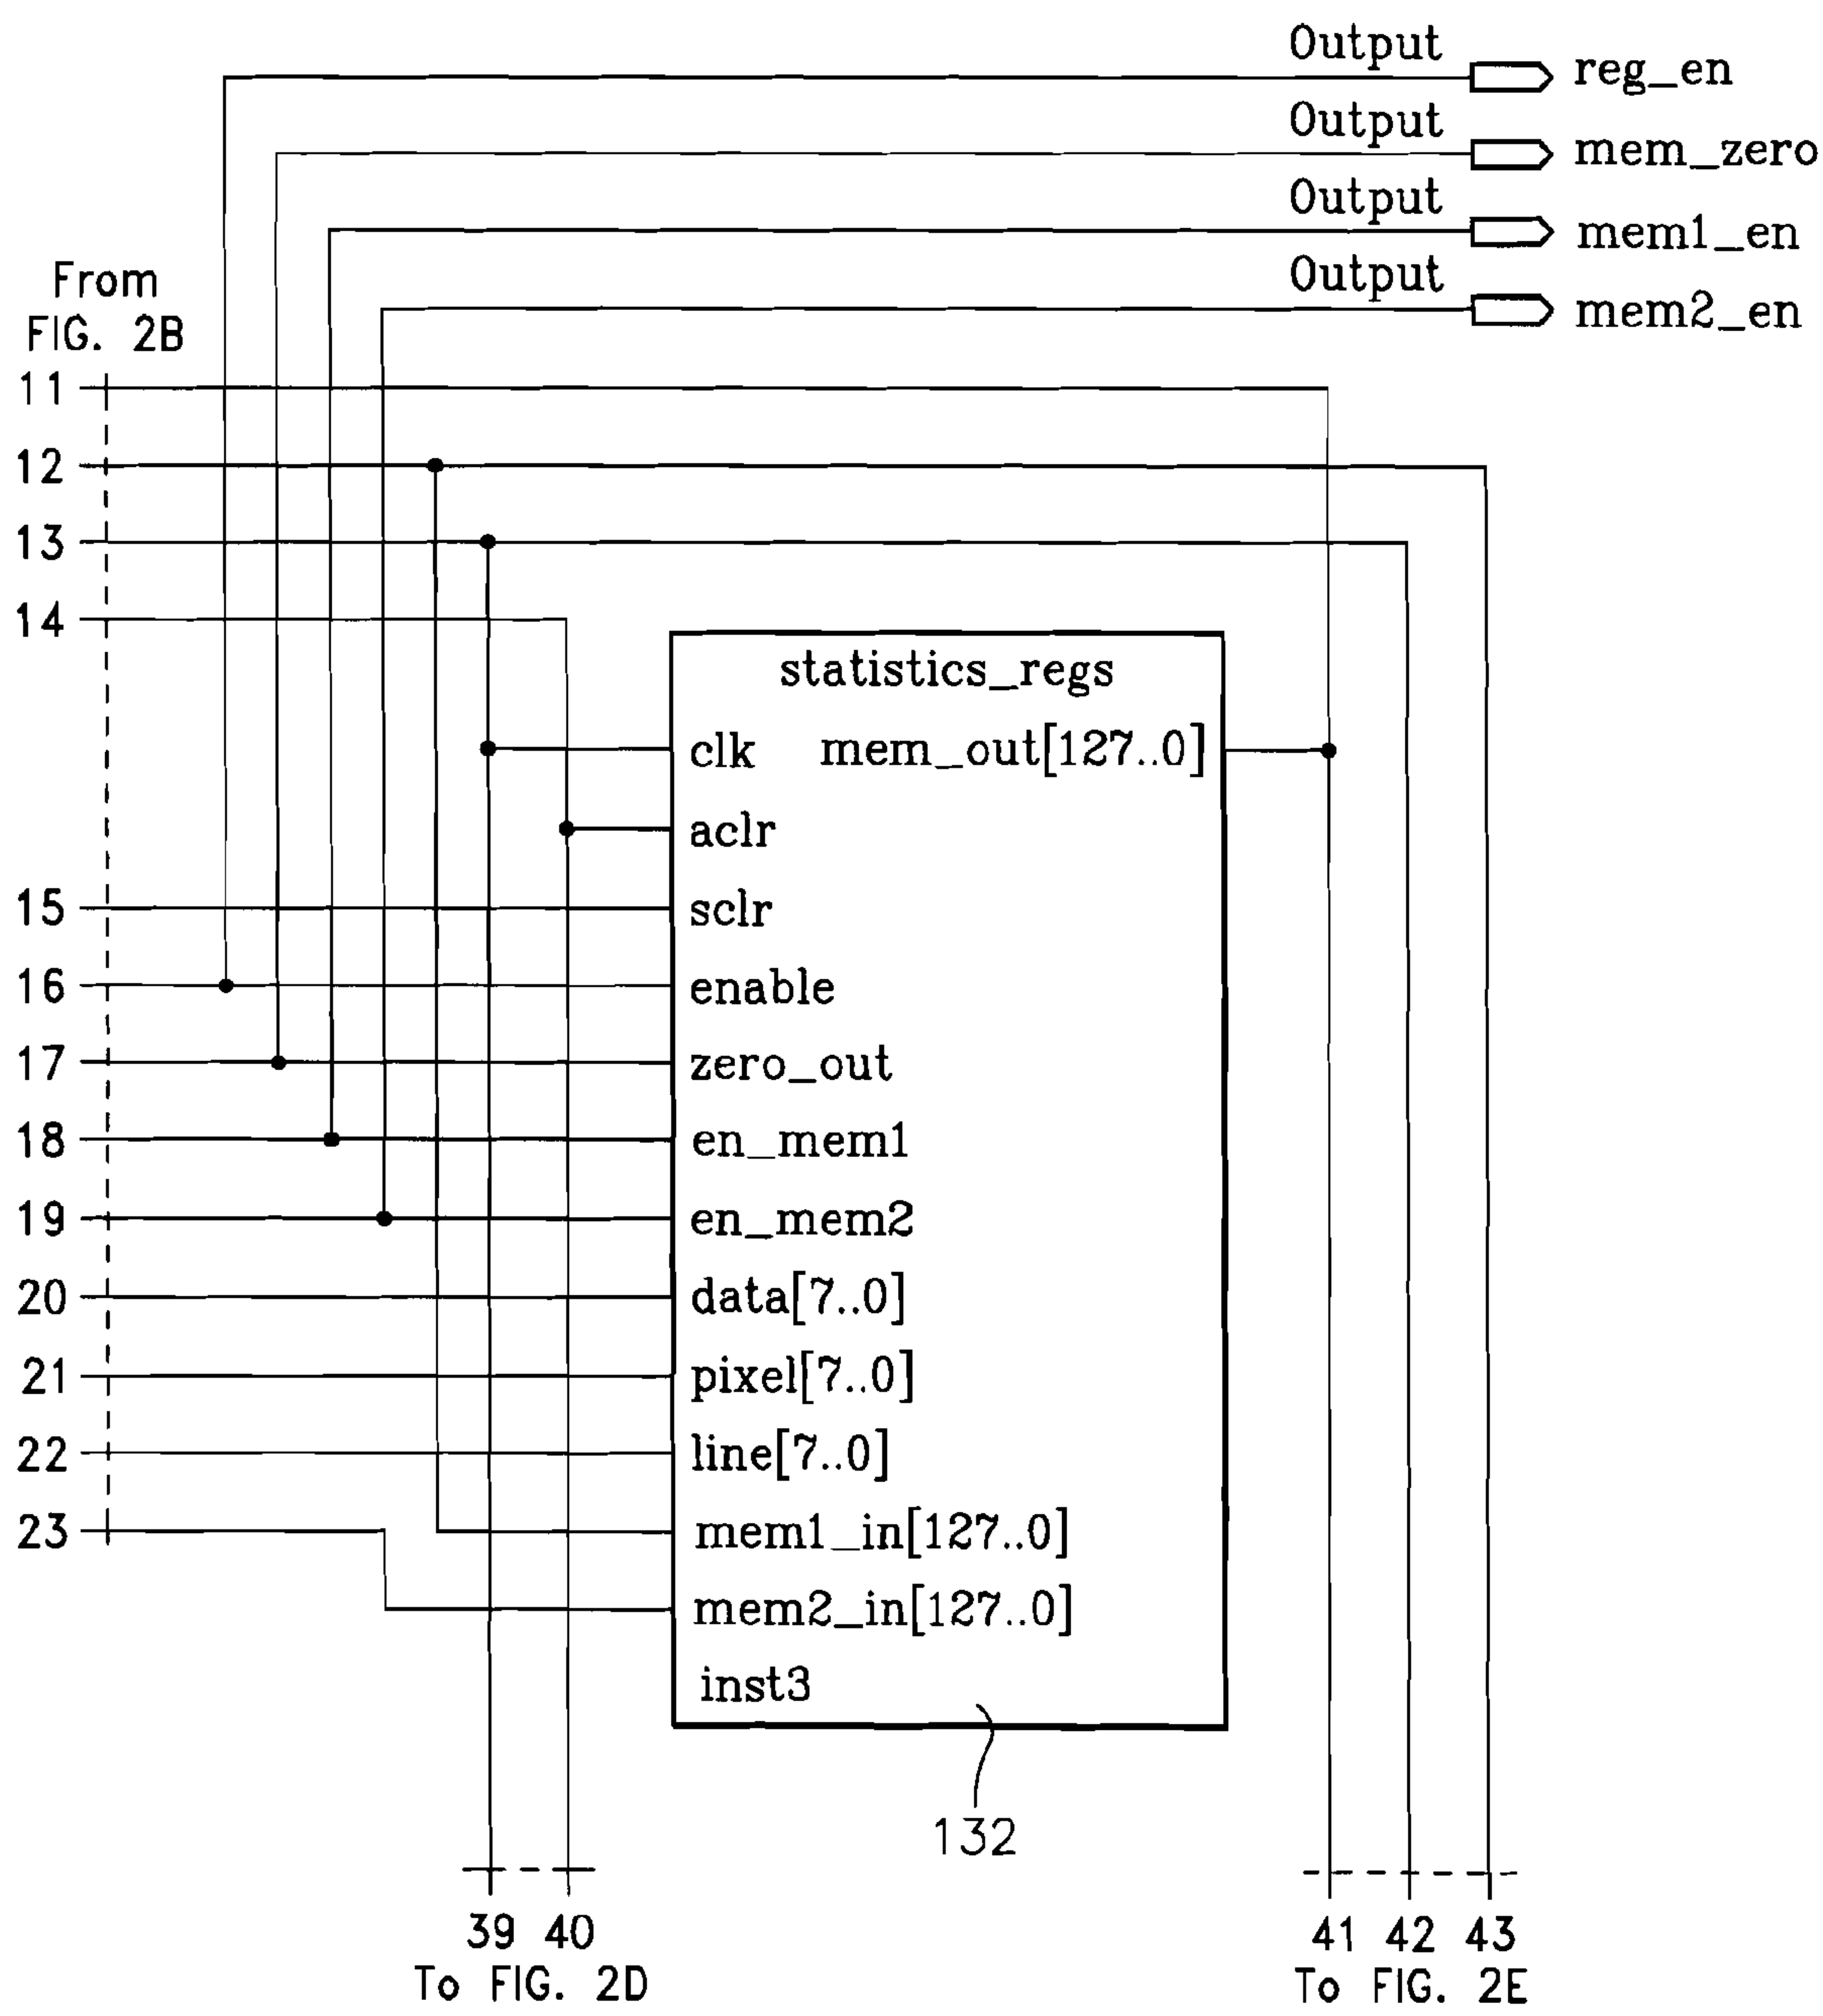 Output
reg_en
Output
mem_zero
Output
mem1_en
Output
mem2_en
From
FIG. 2B
11
12
13
14
15
16
17
18
19
20
21
22
23
statistics_regs
clk mem_out[127..0]
aclr
sclr
enable
zero_out
en_mem1
en_mem2
data[7..0]
pixel[7..0]
line[7..0]
mem1_in[127..0]
mem2_in[127..0]
inst3
132
39 40
To FIG. 2D
41 42 43
To FIG. 2E